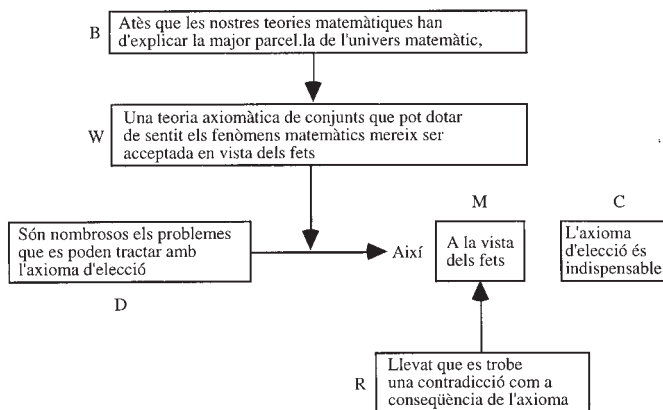 B
Atès que les nostres teories matemàtiques han
d'explicar la major parcel.la de l'univers matemàtic,
W
Una teoria axiomàtica de conjunts que pot dotar
de sentit els fenòmens matemàtics mereix ser
acceptada en vista dels fets
M
C
Són nombrosos els problemes
que es poden tractar amb
l'axioma d'elecció
Així
A la vista
dels fets
L'axioma
d'elecció és
indispensable
D
R
Llevat que es trobe
una contradicció com a
conseqüència de l'axioma